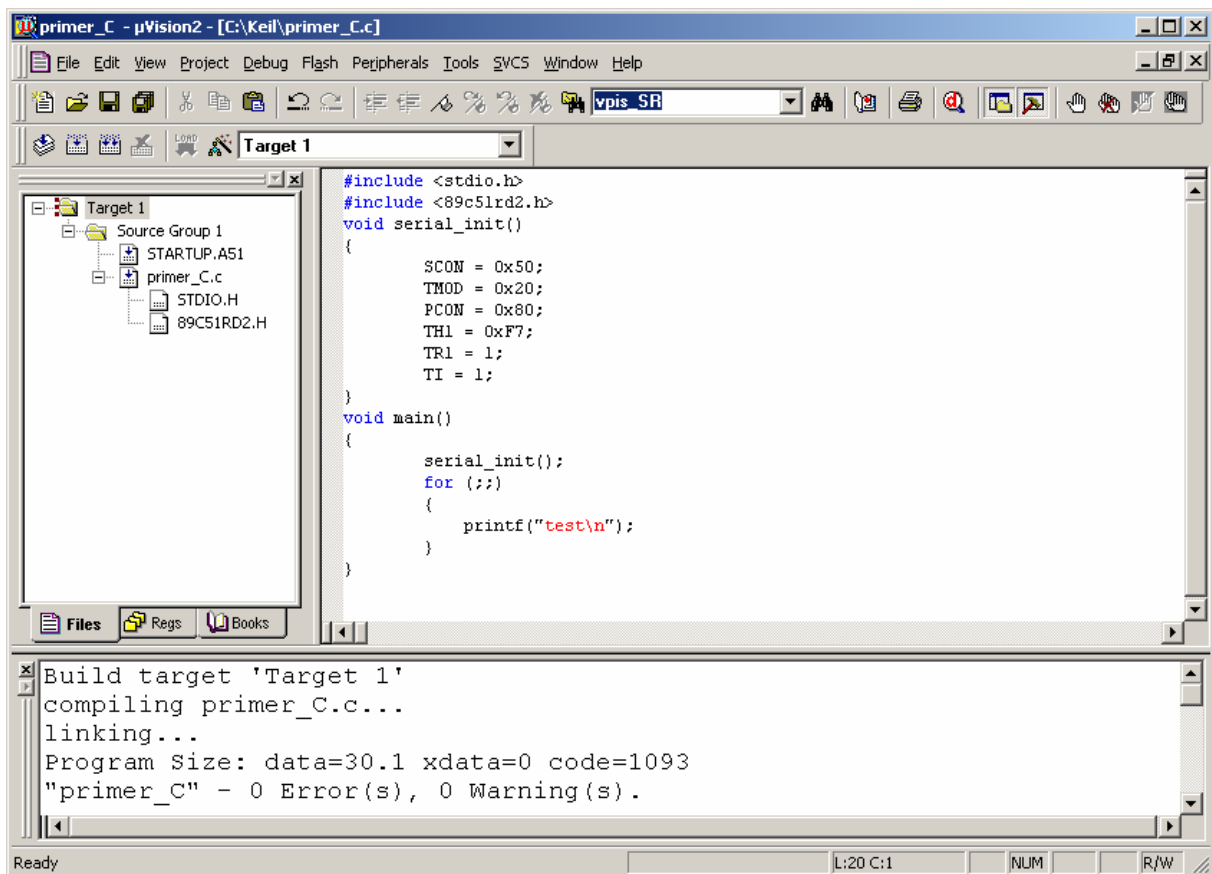 primer_C - µVision2 - [C:\Keil\primer_C.c]
File Edit View Project Debug Flash Peripherals Tools SVCS Window Help
vpis_SR
LOAD Target 1
Target 1
Source Group 1
STARTUP.A51
primer_C.c
STDIO.H
89C51RD2.H
Files Regs Books
#include <stdio.h>
#include <89c51rd2.h>
void serial_init()
{
SCON = 0x50;
TMOD = 0x20;
PCON = 0x80;
TH1 = 0xF7;
TR1 = 1;
TI = 1;
}
void main()
{
serial_init();
for (;;)
{
printf("test\n");
}
}
Build target 'Target 1'
compiling primer_C.c...
linking...
Program Size: data=30.1 xdata=0 code=1093
"primer_C" - 0 Error(s), 0 Warning(s).
Ready L:20 C:1 NUM R/W